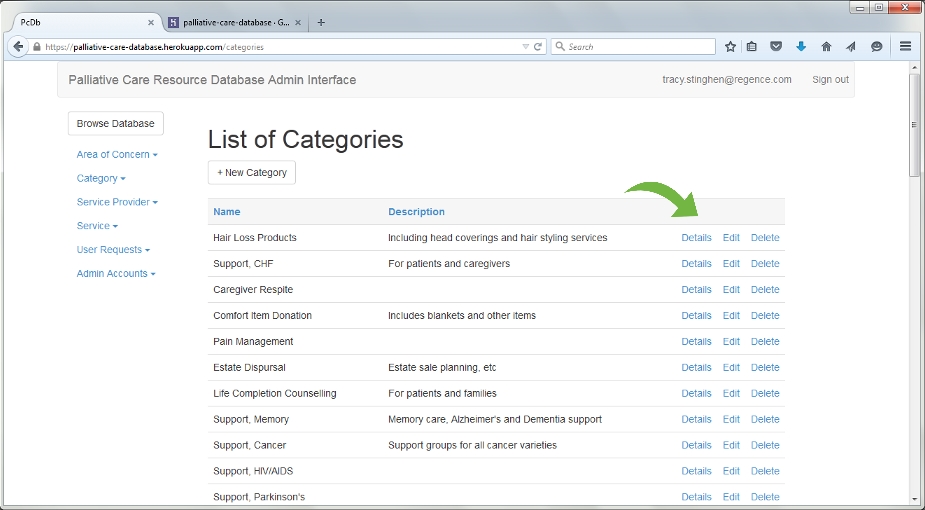 PcDb
palliative-care-database · G...
https://palliative-care-database.herokuapp.com/categories
Search
Palliative Care Resource Database Admin Interface
tracy.stinghen@regence.com
Sign out
Browse Database
Area of Concern
Category
Service Provider
Service
User Requests
Admin Accounts
List of Categories
+ New Category
Name Description
Hair Loss Products Including head coverings and hair styling services Details Edit Delete
Support, CHF For patients and caregivers Details Edit Delete
Caregiver Respite Details Edit Delete
Comfort Item Donation Includes blankets and other items Details Edit Delete
Pain Management Details Edit Delete
Estate Dispursal Estate sale planning, etc Details Edit Delete
Life Completion Counselling For patients and families Details Edit Delete
Support, Memory Memory care, Alzheimer's and Dementia support Details Edit Delete
Support, Cancer Support groups for all cancer varieties Details Edit Delete
Support, HIV/AIDS Details Edit Delete
Support, Parkinson's Details Edit Delete